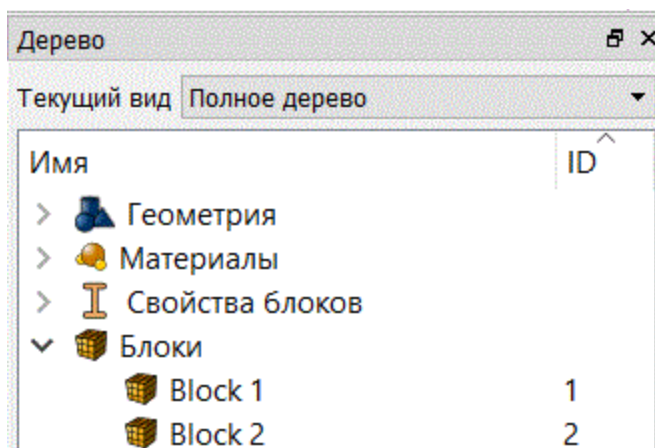 Дерево
Текущий вид Полное дерево
Имя ID
Геометрия
Материалы
Свойства блоков
Блоки
Block 1 1
Block 2 2